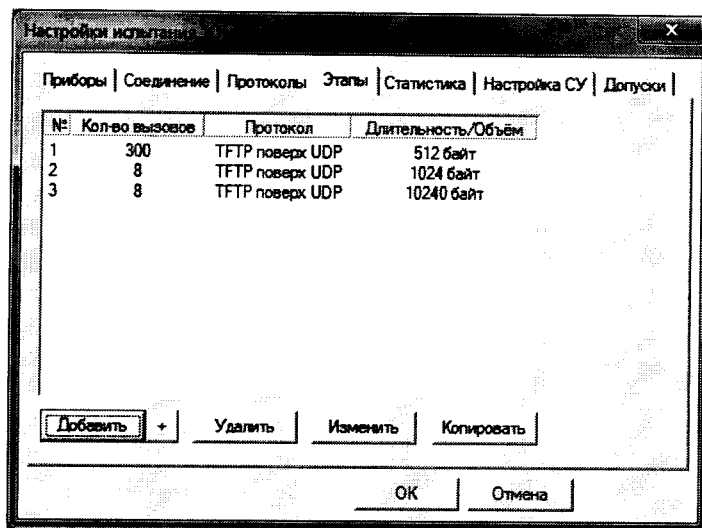 Настройки испытания
Приборы Соединение Протоколы Этапы Статистика Настройка СУ Допуски
№ Кол-во вызовов Протокол Длительность/Объём
1 300 TFTP поверх UDP 512 байт
2 8 TFTP поверх UDP 1024 байт
3 8 TFTP поверх UDP 10240 байт
Добавить + Удалить Изменить Копировать
OK Отмена